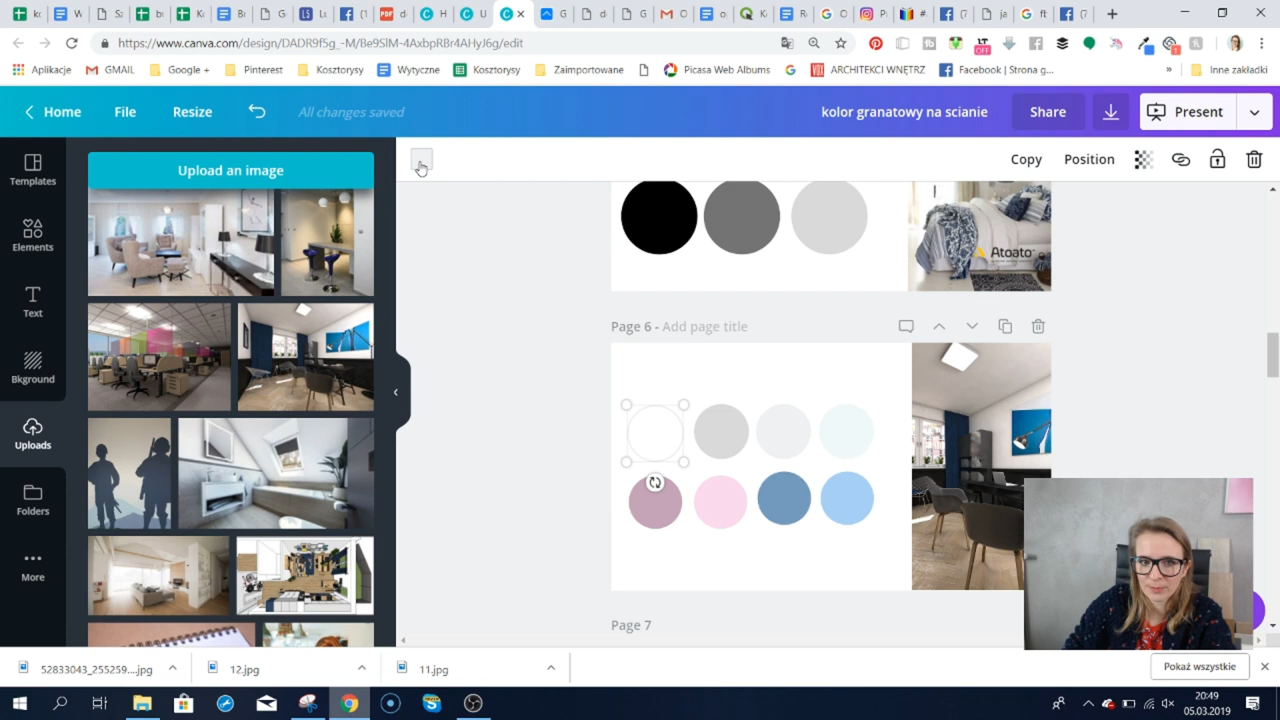 https://www.canva.com/design/DADR9f5g_-M/Be9SlM-4AxbpRBr4AHyJ6g/edit
Aplikacje GMAIL Google + Pinterest Kosztorysy Wytyczne Kosztorysy Zaimportowane Picasa Web Albums ARCHITEKCI WNĘTRZ Facebook | Strona g... » Inne zakładki
Home File Resize All changes saved kolor granatowy na scianie Share Present
Templates
Elements
Text
Bkground
Uploads
Folders
More
Upload an image
Copy Position
Atoato
Page 6 - Add page title
Page 7
52833043_255259....jpg 12.jpg 11.jpg Pokaż wszystkie
20:49
05.03.2019